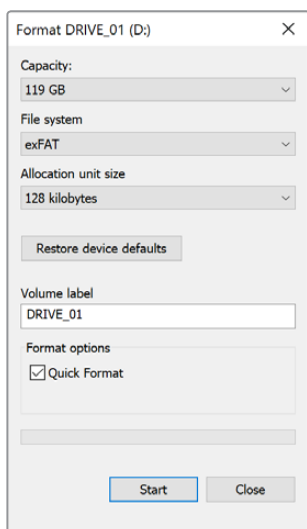 Format DRIVE_01 (D:)
Capacity:
119 GB
File system
exFAT
Allocation unit size
128 kilobytes
Restore device defaults
Volume label
DRIVE_01
Format options
Quick Format
Start Close